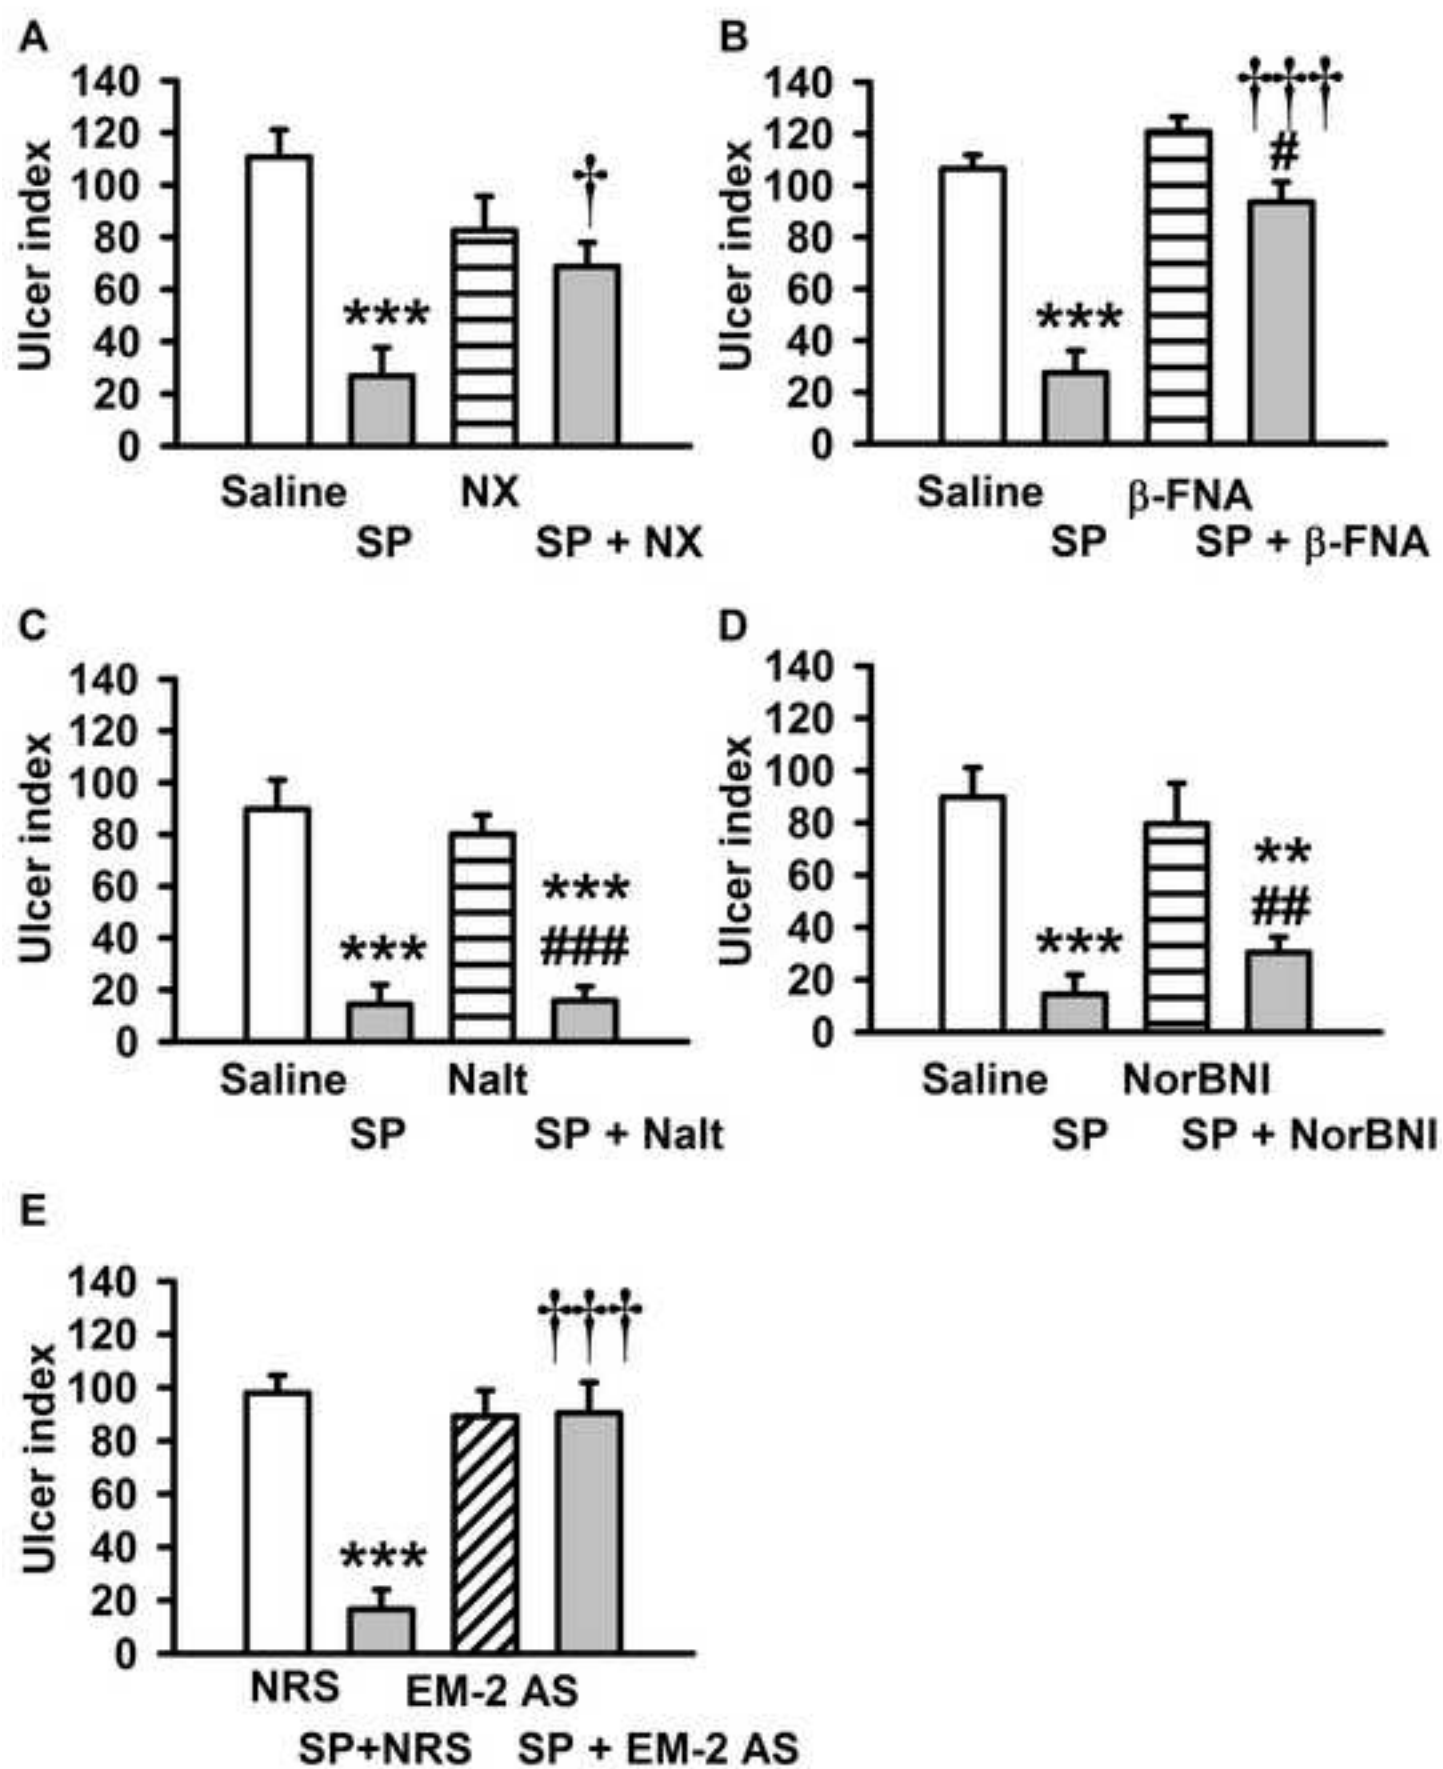 A
Ulcer index
140
120
100
80
60
40
20
0
***
†
Saline
NX
SP
SP + NX
B
Ulcer index
140
120
100
80
60
40
20
0
***
†††
#
Saline
β-FNA
SP
SP + β-FNA
C
Ulcer index
140
120
100
80
60
40
20
0
***
***
###
Saline
Nalt
SP
SP + Nalt
D
Ulcer index
140
120
100
80
60
40
20
0
***
**
##
Saline
NorBNI
SP
SP + NorBNI
E
Ulcer index
140
120
100
80
60
40
20
0
***
†††
NRS
EM-2 AS
SP+NRS
SP + EM-2 AS